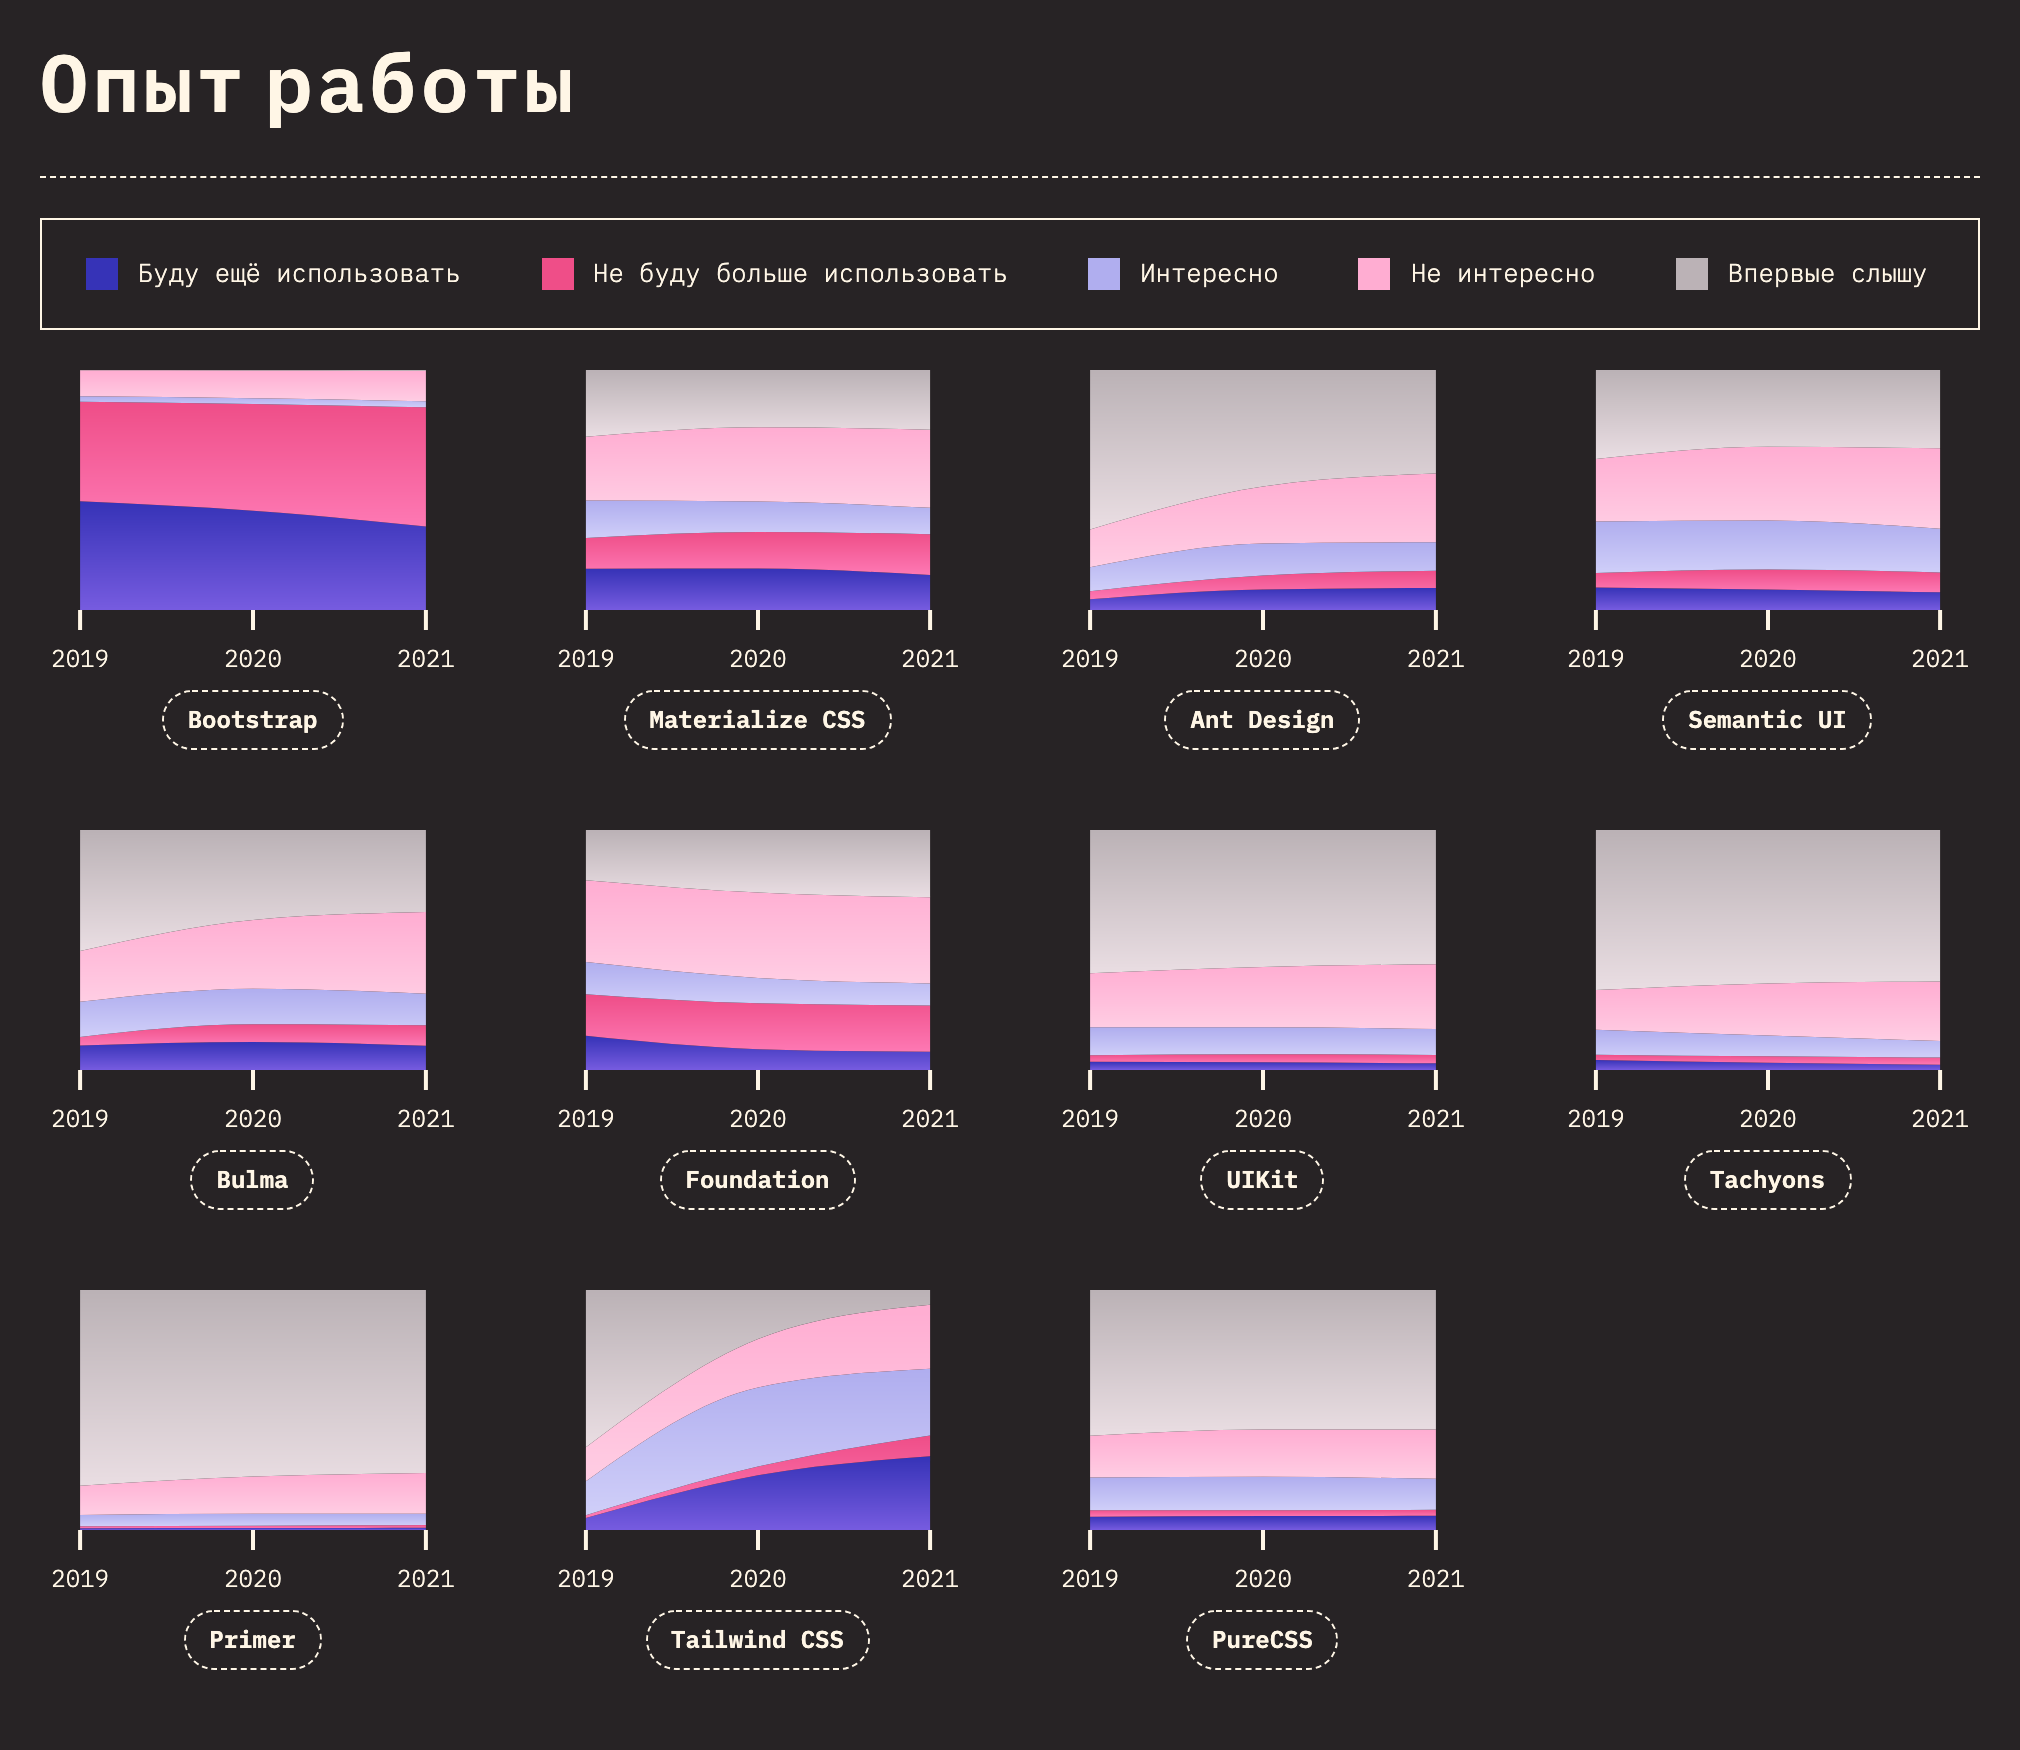 Опыт работы
Буду ещё использовать Не буду больше использовать Интересно Не интересно Впервые слышу
2019 2020 2021 2019 2020 2021 2019 2020 2021 2019 2020 2021
Bootstrap Materialize CSS Ant Design Semantic UI
2019 2020 2021 2019 2020 2021 2019 2020 2021 2019 2020 2021
Bulma Foundation UIKit Tachyons
2019 2020 2021 2019 2020 2021 2019 2020 2021
Primer Tailwind CSS PureCSS